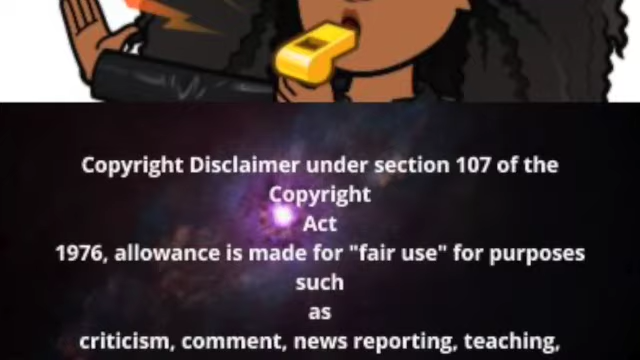 Copyright Disclaimer under section 107 of the
Copyright
Act
1976, allowance is made for "fair use" for purposes
such
as
criticism, comment, news reporting, teaching,